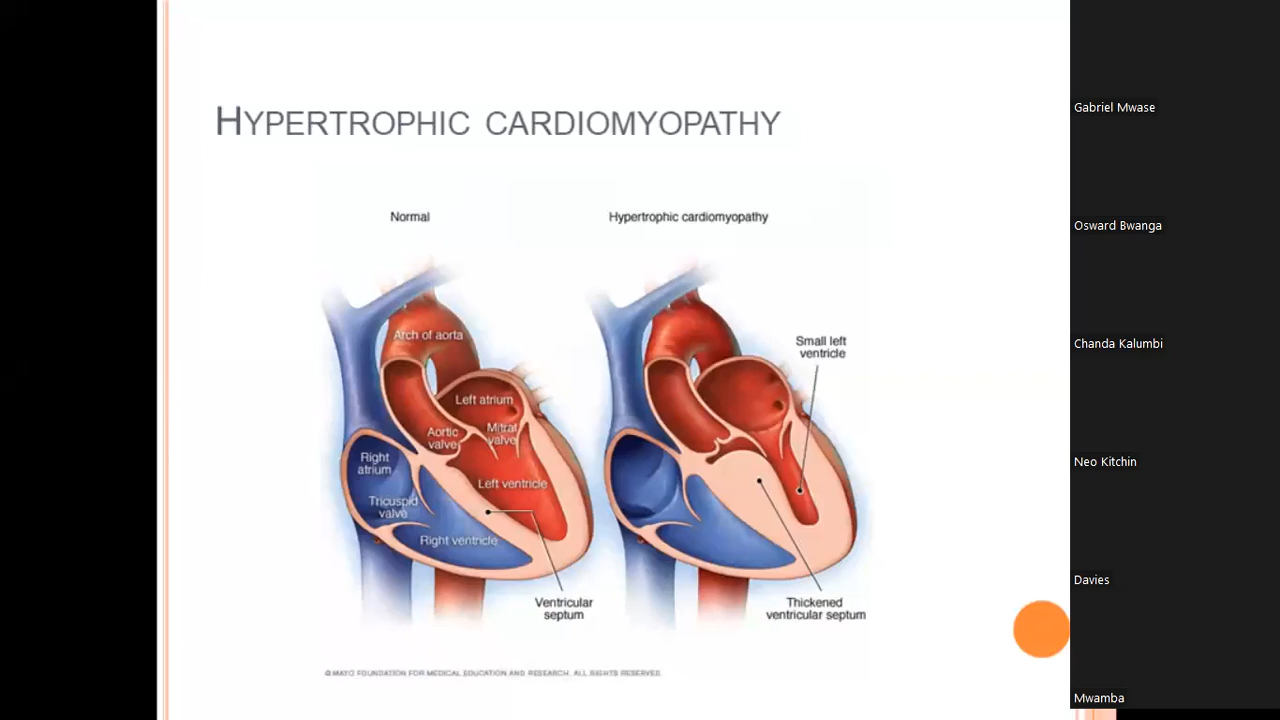 HYPERTROPHIC CARDIOMYOPATHY
Normal
Hypertrophic cardiomyopathy
Arch of aorta
Left atrium
Aortic
valve
Mitral
valve
Right
atrium
Left ventricle
Tricuspid
valve
Right ventricle
Ventricular
septum
Small left
ventricle
Thickened
ventricular septum
© MAYO FOUNDATION FOR MEDICAL EDUCATION AND RESEARCH. ALL RIGHTS RESERVED.
Gabriel Mwase
Osward Bwanga
Chanda Kalumbi
Neo Kitchin
Davies
Mwamba